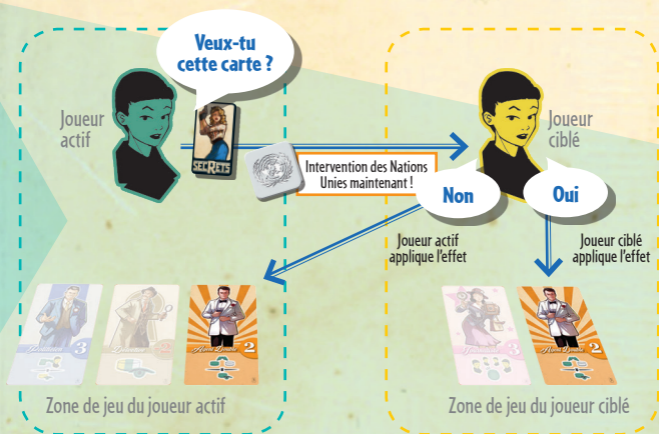 Veux-tu
cette carte ?
Joueur
actif
SECRETS
Joueur
ciblé
Intervention des Nations
Unies maintenant !
Non
Oui
Joueur actif
applique l'effet
Joueur ciblé
applique l'effet
3
2
2
Zone de jeu du joueur actif
Zone de jeu du joueur ciblé